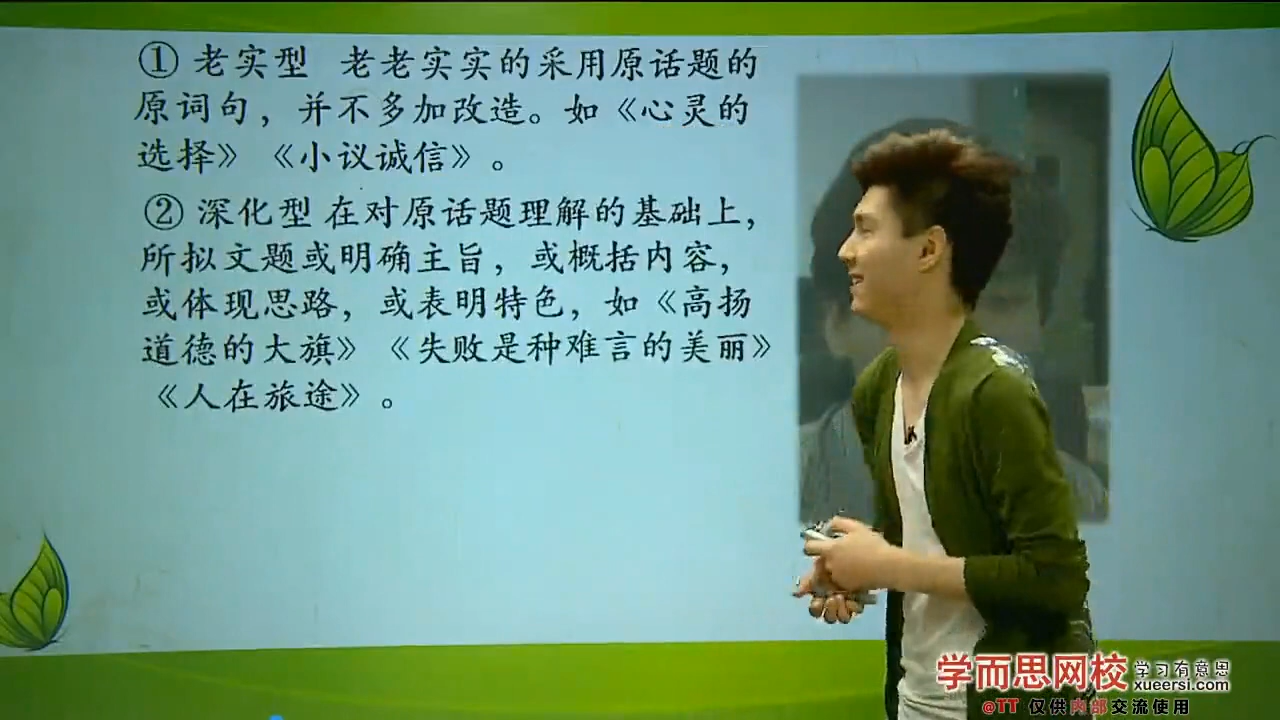 ① 老实型 老老实实的采用原话题的
原词句，并不多加改造。如《心灵的
选择》《小议诚信》。
② 深化型 在对原话题理解的基础上，
所拟文题或明确主旨，或概括内容，
或体现思路，或表明特色，如《高扬
道德的大旗》《失败是种难言的美丽》
《人在旅途》。
学而思网校 学习有意思
xueersi.com
@TT 仅供内部交流使用